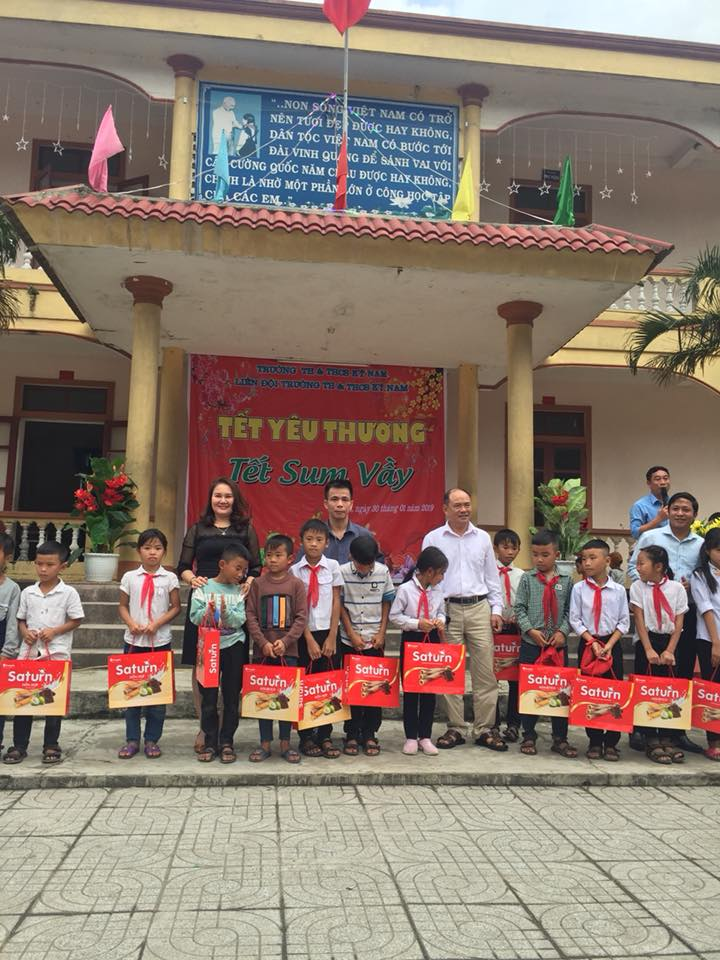 "..NON SÔNG VIỆT NAM CÓ TRỞ
NÊN TƯƠI ĐẸP ĐƯỢC HAY KHÔNG,
DÂN TỘC VIỆT NAM CÓ BƯỚC TỚI
ĐÀI VINH QUANG ĐỂ SÁNH VAI VỚI
CÁC CƯỜNG QUỐC NĂM CHÂU ĐƯỢC HAY KHÔNG,
CHÍNH LÀ NHỜ MỘT PHẦN LỚN Ở CÔNG HỌC TẬP
CỦA CÁC EM..."
TRƯỜNG TH & THCS KỲ NAM
LIÊN ĐỘI TRƯỜNG TH & THCS KỲ NAM
TẾT YÊU THƯƠNG
Tết Sum Vầy
, ngày 30 tháng 01 năm 2019
Saturn
Saturn
Saturn
Saturn
Saturn
Saturn
Saturn
Saturn
Saturn
Saturn
Saturn
Saturn